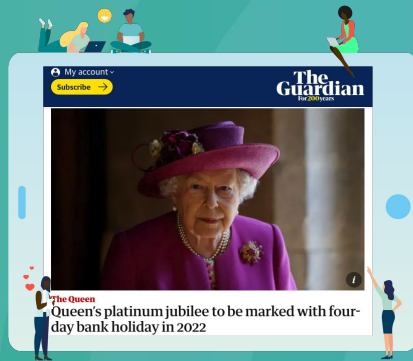 My account
Subscribe →
The
Guardian
For 200 years
i
The Queen
Queen's platinum jubilee to be marked with four-
day bank holiday in 2022